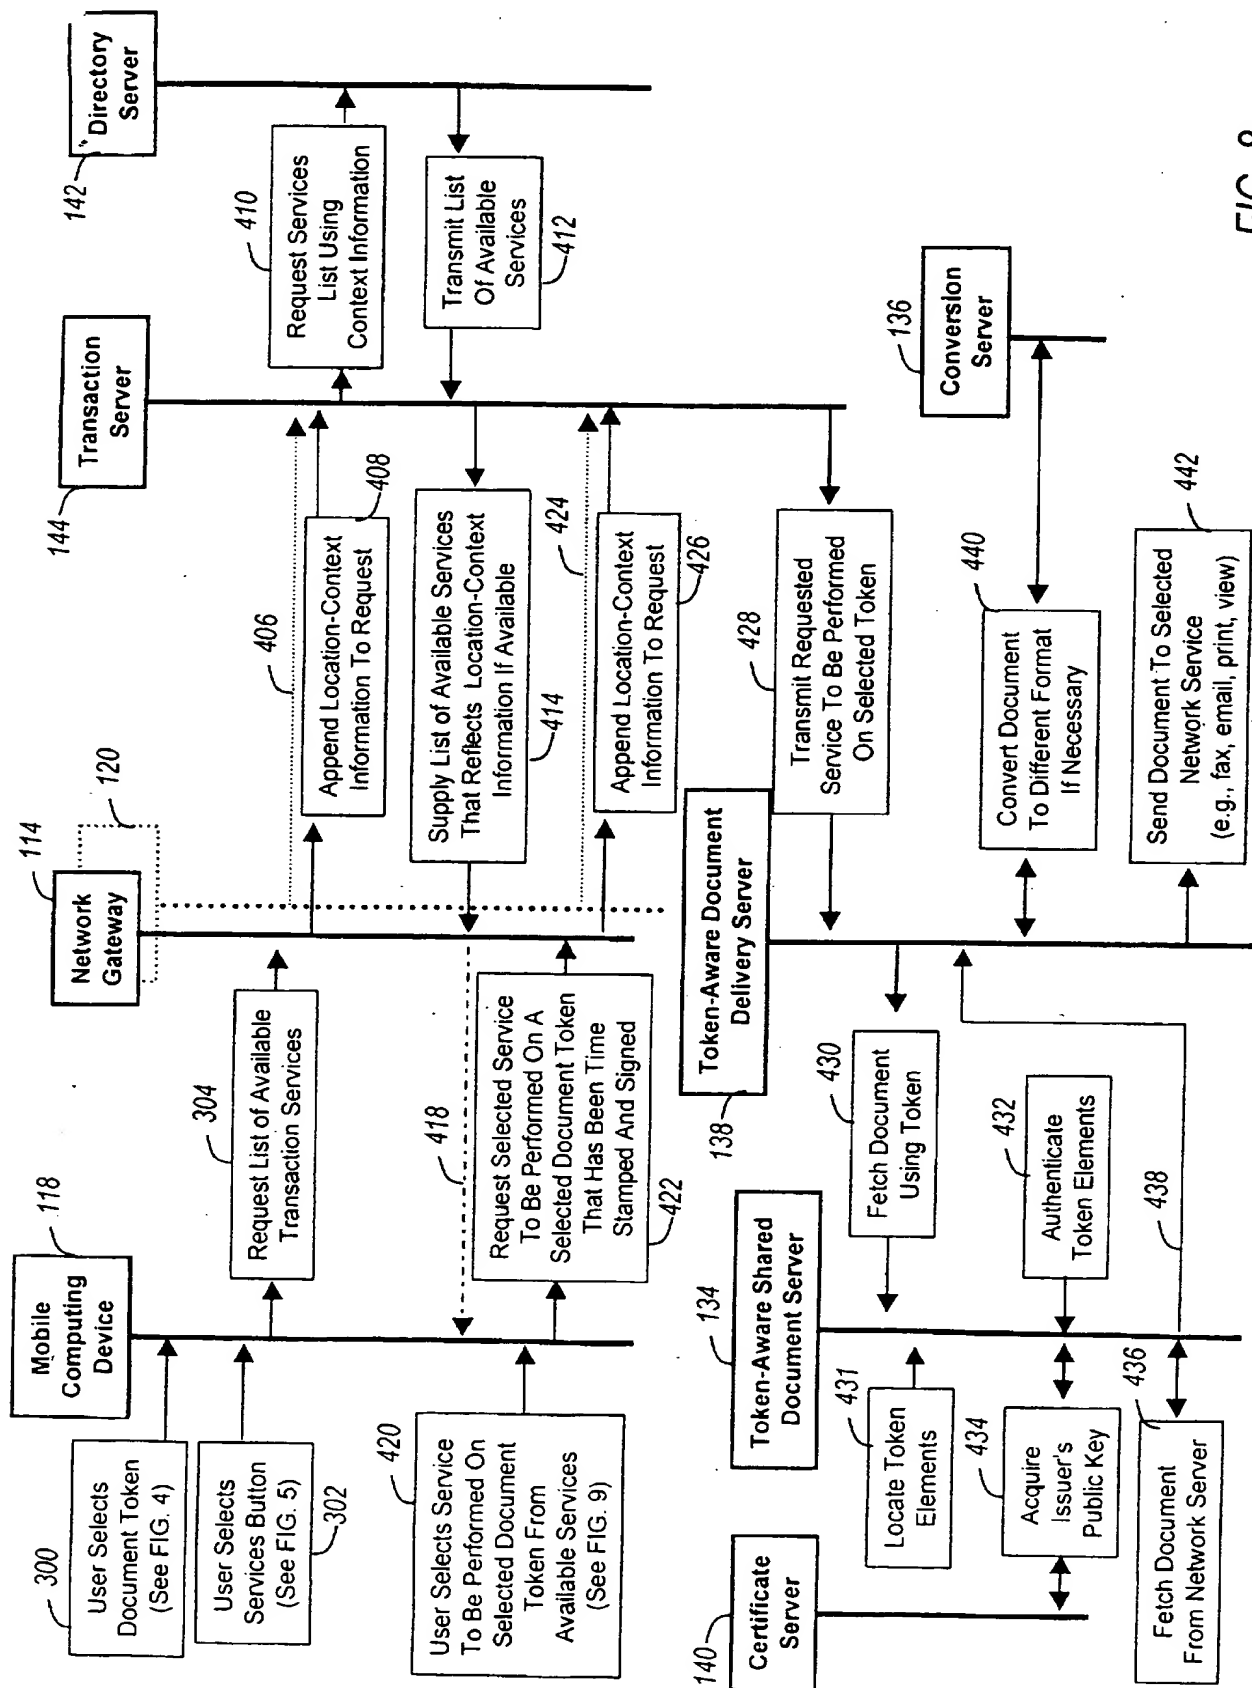 Mobile
Computing
Device
118
Network
Gateway
114
120
Transaction
Server
144
Directory
Server
142
User Selects
Document Token
(See FIG. 4)
300
User Selects
Services Button
(See FIG. 5)
302
304
Request List of Available
Transaction Services
406
Append Location-Context
Information To Request
408
410
Request Services
List Using
Context Information
Transmit List
Of Available
Services
412
Supply List of Available Services
That Reflects Location-Context
Information If Available
414
418
420
User Selects Service
To Be Performed On
Selected Document
Token From
Available Services
(See FIG. 9)
Request Selected Service
To Be Performed On A
Selected Document Token
That Has Been Time
Stamped And Signed
422
424
Append Location-Context
Information To Request
426
428
Transmit Requested
Service To Be Performed
On Selected Token
Certificate
Server
140
Token-Aware Shared
Document Server
134
Token-Aware Document
Delivery Server
138
Conversion
Server
136
430
Fetch Document
Using Token
431
Locate Token
Elements
432
Authenticate
Token Elements
434
Acquire
Issuer's
Public Key
436
Fetch Document
From Network Server
438
440
Convert Document
To Different Format
If Necessary
Send Document To Selected
Network Service
(e.g., fax, email, print, view)
442
FIG.